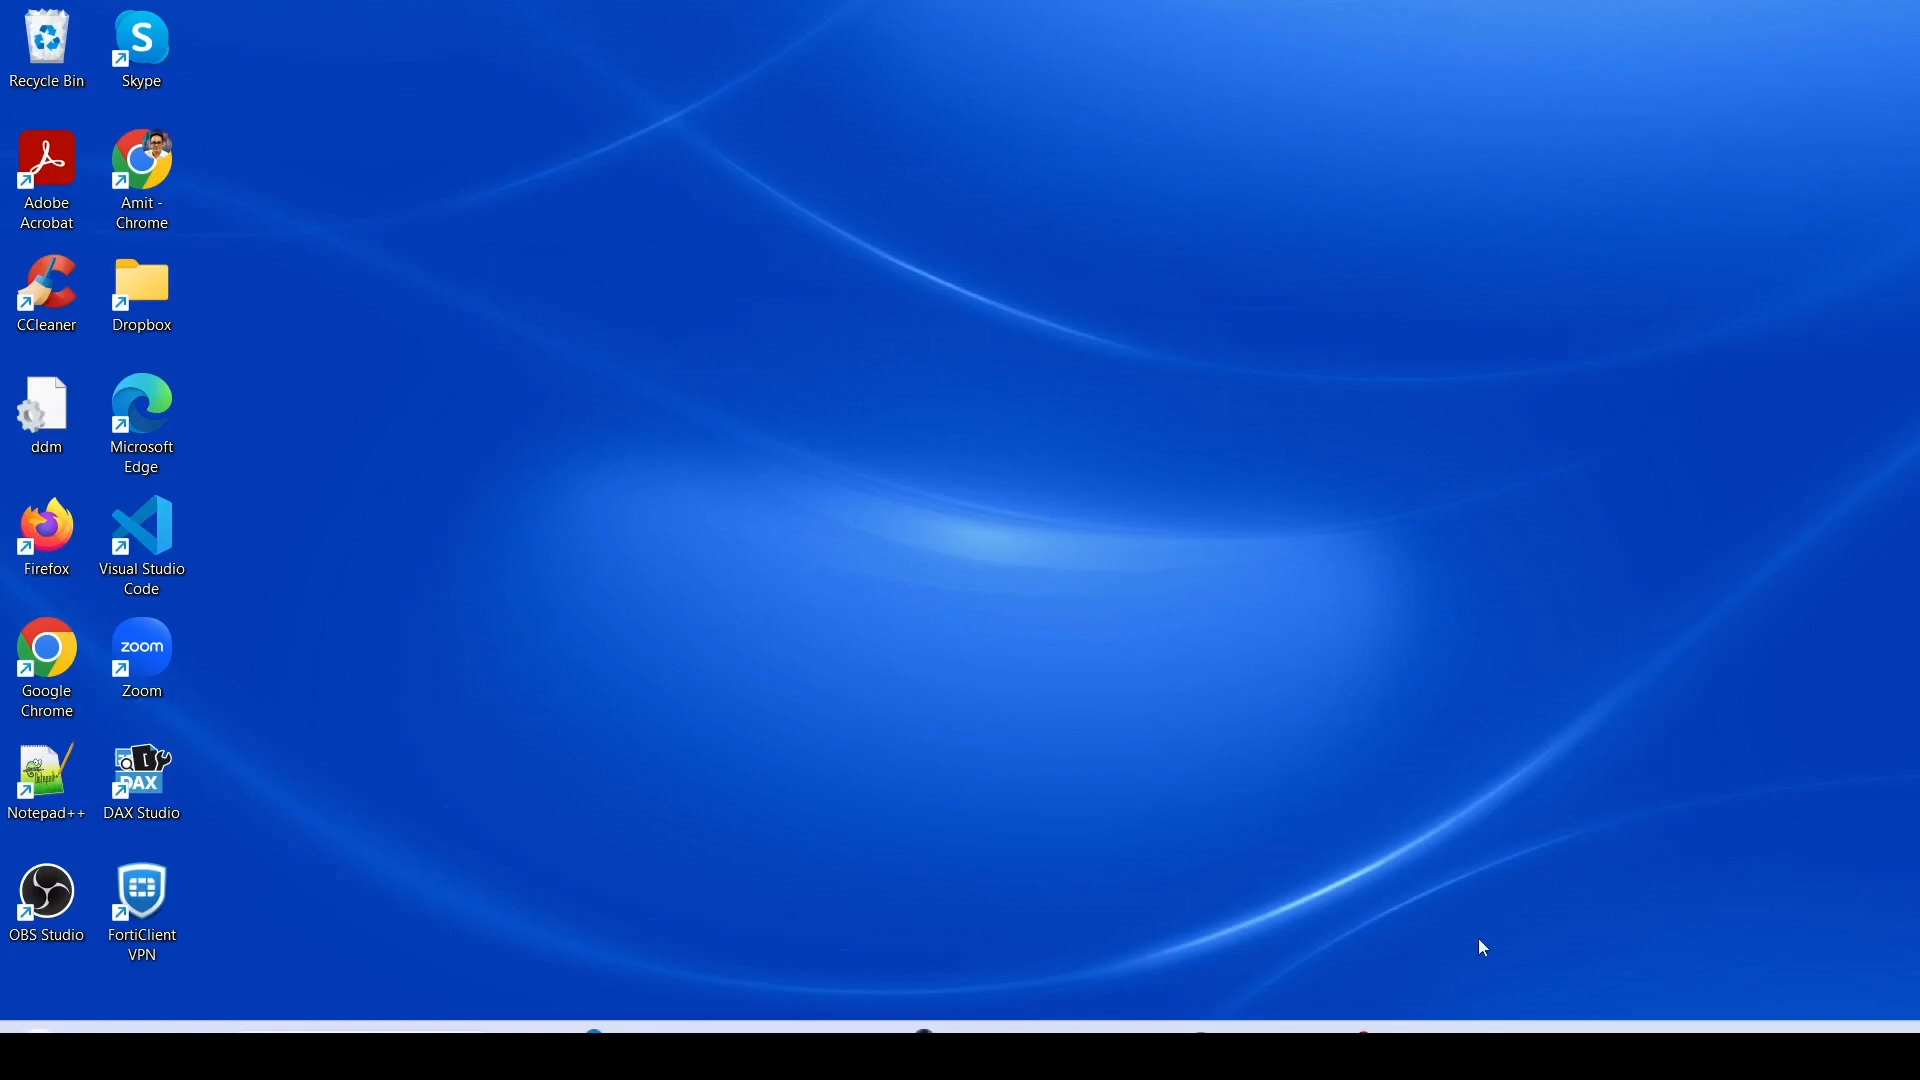 Recycle Bin
S
Skype
Adobe
Acrobat
Amit -
Chrome
CCleaner
Dropbox
ddm
Microsoft
Edge
Firefox
Visual Studio
Code
Google
Chrome
zoom
Zoom
Notepad++
DAX
DAX Studio
OBS Studio
FortiClient
VPN